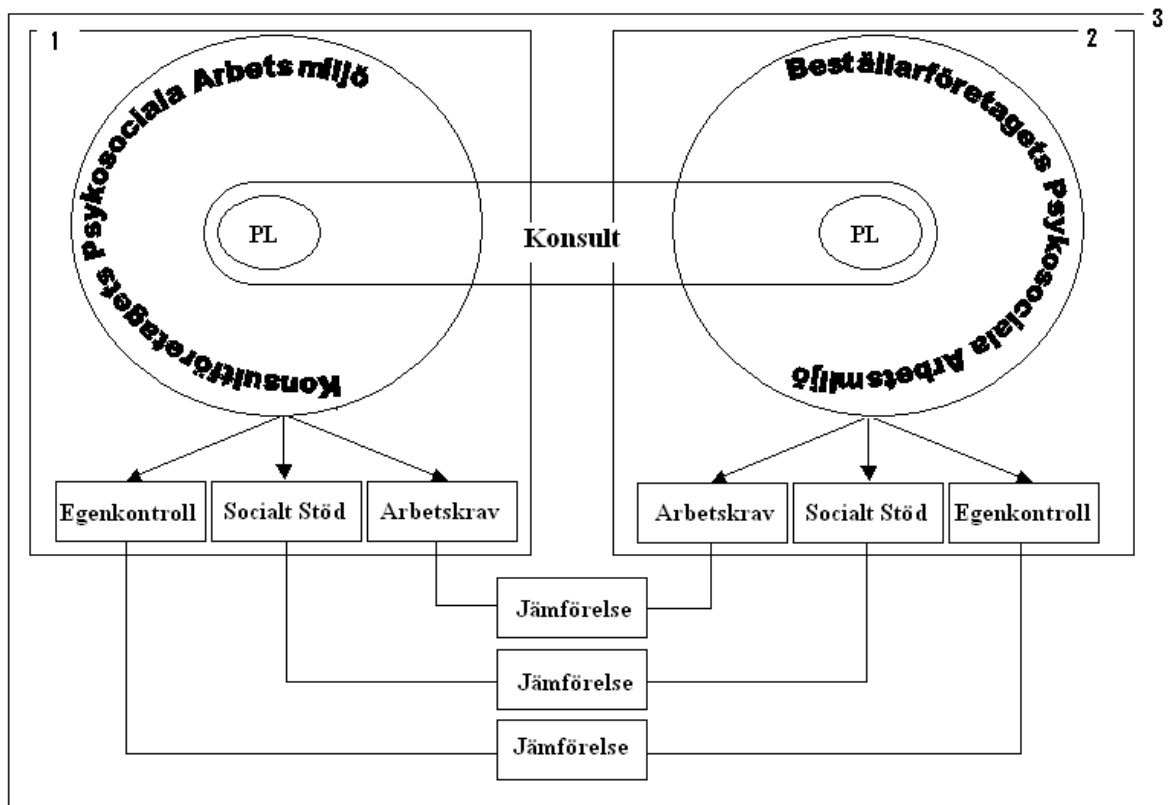 3
1
2
Konsultföretagets Psykosociala Arbetsmiljö
Beställarföretagets Psykosociala Arbetsmiljö
PL
Konsult
PL
Egenkontroll
Socialt Stöd
Arbetskrav
Arbetskrav
Socialt Stöd
Egenkontroll
Jämförelse
Jämförelse
Jämförelse